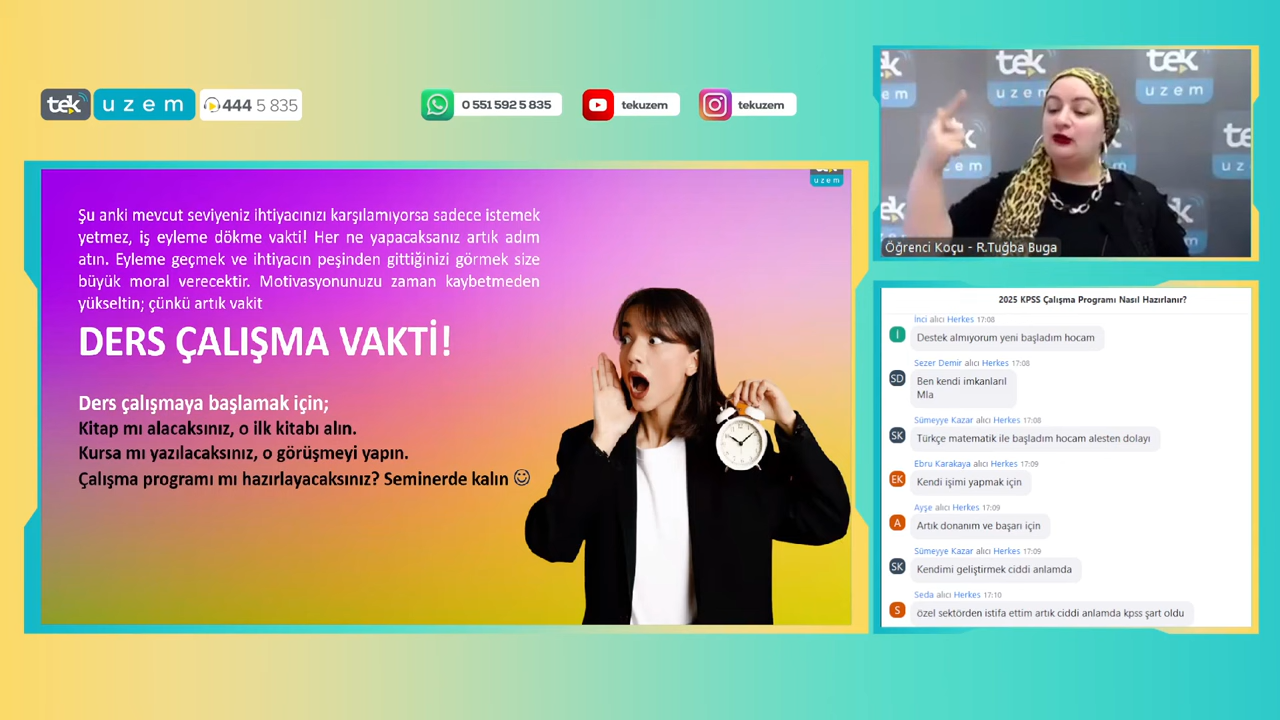 tek uzem 444 5 835
0 551 592 5 835
tekuzem
tekuzem
uzem
Şu anki mevcut seviyeniz ihtiyacınızı karşılamıyorsa sadece istemek
yetmez, iş eyleme dökme vakti! Her ne yapacaksanız artık adım
atın. Eyleme geçmek ve ihtiyacın peşinden gittiğinizi görmek size
büyük moral verecektir. Motivasyonunuzu zaman kaybetmeden
yükseltin; çünkü artık vakit
DERS ÇALIŞMA VAKTİ!
Ders çalışmaya başlamak için;
Kitap mı alacaksınız, o ilk kitabı alın.
Kursa mı yazılacaksınız, o görüşmeyi yapın.
Çalışma programı mı hazırlayacaksınız? Seminerde kalın ☺
tek
tek
uzem
Öğrenci Koçu - R.Tuğba Buga
2025 KPSS Çalışma Programı Nasıl Hazırlanır?
İnci alıcı Herkes 17:08
I
Destek almıyorum yeni başladım hocam
Sezer Demir alıcı Herkes 17:08
SD
Ben kendi imkanlarıl
Mla
Sümeyye Kazar alıcı Herkes 17:08
SK
Türkçe matematik ile başladım hocam alesten dolayı
Ebru Karakaya alıcı Herkes 17:09
EK
Kendi işimi yapmak için
Ayşe alıcı Herkes 17:09
A
Artık donanım ve başarı için
Sümeyye Kazar alıcı Herkes 17:09
SK
Kendimi geliştirmek ciddi anlamda
Seda alıcı Herkes 17:10
S
özel sektörden istifa ettim artık ciddi anlamda kpss şart oldu